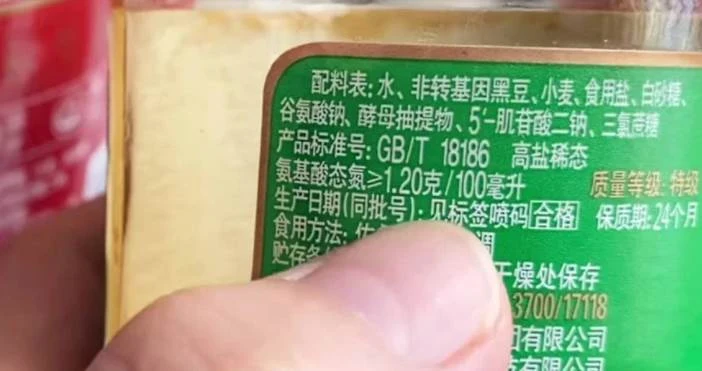 配料表:水、非转基因黑豆、小麦、食用盐、白砂糖、
谷氨酸钠、酵母抽提物、5'-肌苷酸二钠、三氯蔗糖
产品标准号: GB/T 18186 高盐稀态
氨基酸态氮≥1.20克/100毫升 质量等级:特级
生产日期(同批号):见标签喷码 合格 保质期:24个月
食用方法:
贮存
干燥处保存
3700/17118
有限公司
有限公司